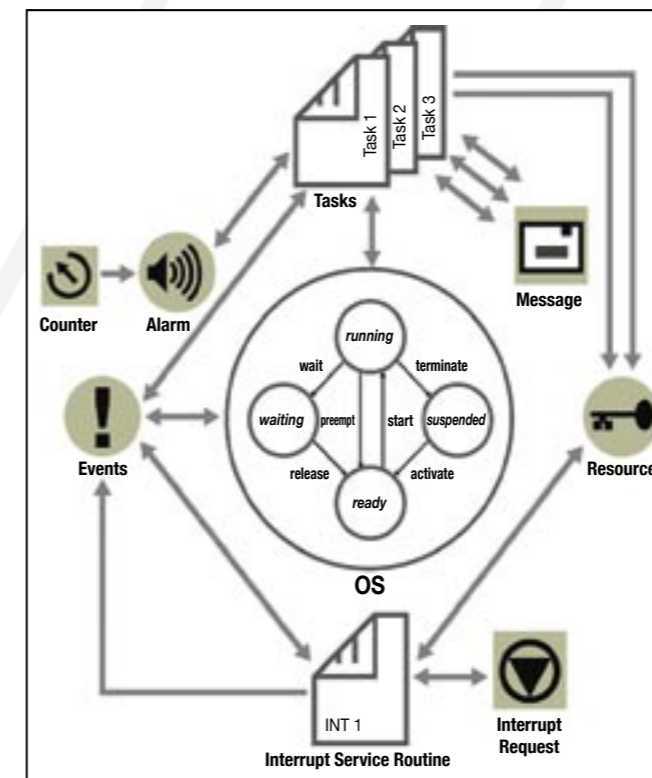 Task 1
Task 2
Task 3
Tasks
Message
Counter
Alarm
running
wait
terminate
waiting
preempt
start
suspended
Events
Resource
release
activate
ready
OS
INT 1
Interrupt
Request
Interrupt Service Routine